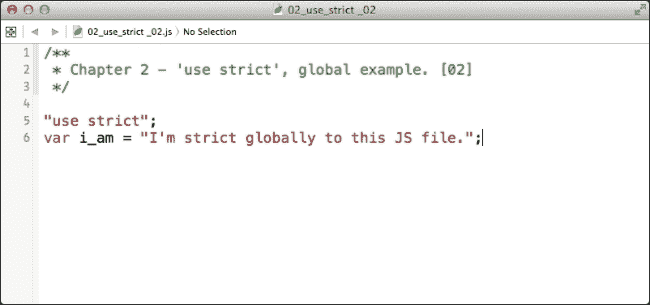 02_use_strict _02
02_use_strict _02.js 〉No Selection
1 /**
2 * Chapter 2 - 'use strict', global example. [02]
3 */
4
5 "use strict";
6 var i_am = "I'm strict globally to this JS file.";